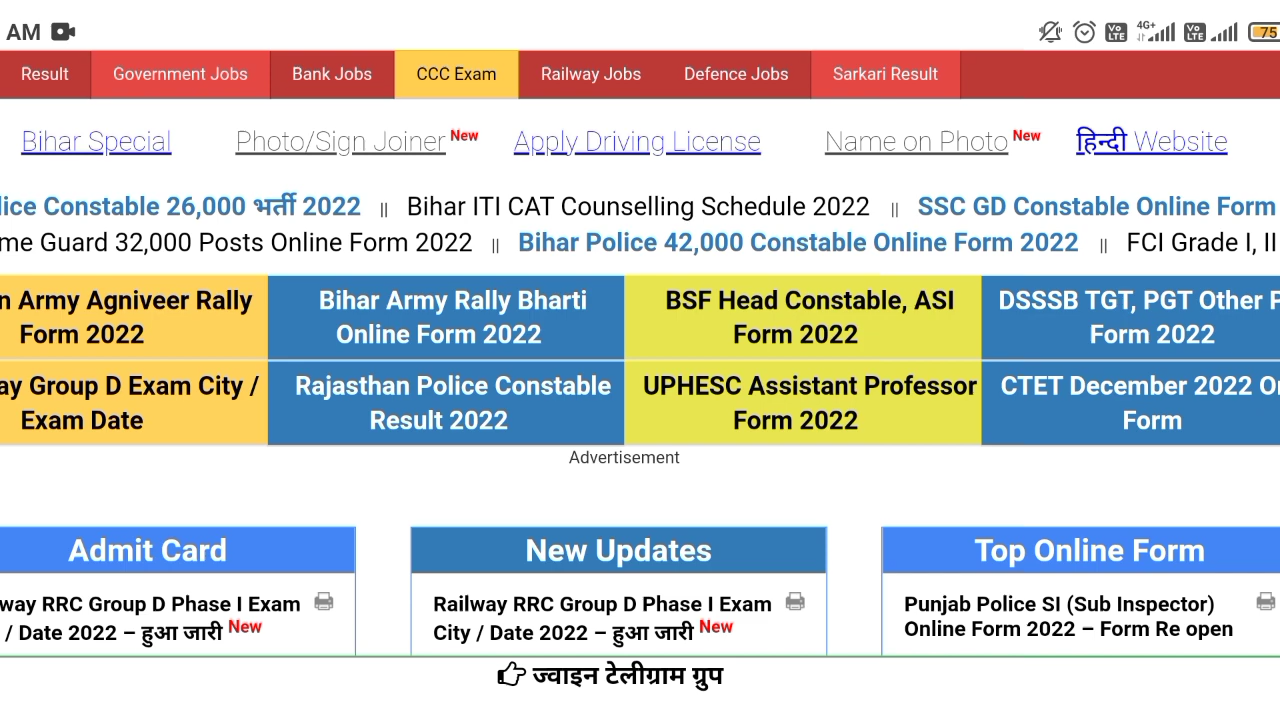 AM
4G+
Vo LTE
Vo LTE
75
Result Government Jobs Bank Jobs CCC Exam Railway Jobs Defence Jobs Sarkari Result
Bihar Special Photo/Sign Joiner New Apply Driving License Name on Photo New हिन्दी Website
lice Constable 26,000 भर्ती 2022 || Bihar ITI CAT Counselling Schedule 2022 || SSC GD Constable Online Form
me Guard 32,000 Posts Online Form 2022 || Bihar Police 42,000 Constable Online Form 2022 || FCI Grade I, II
n Army Agniveer Rally
Form 2022
Bihar Army Rally Bharti
Online Form 2022
BSF Head Constable, ASI
Form 2022
DSSSB TGT, PGT Other
Form 2022
ay Group D Exam City /
Exam Date
Rajasthan Police Constable
Result 2022
UPHESC Assistant Professor
Form 2022
CTET December 2022
Form
Advertisement
Admit Card
way RRC Group D Phase I Exam
/ Date 2022 – हुआ जारी New
New Updates
Railway RRC Group D Phase I Exam
City / Date 2022 – हुआ जारी New
Top Online Form
Punjab Police SI (Sub Inspector)
Online Form 2022 – Form Re open
ज्वाइन टेलीग्राम ग्रुप